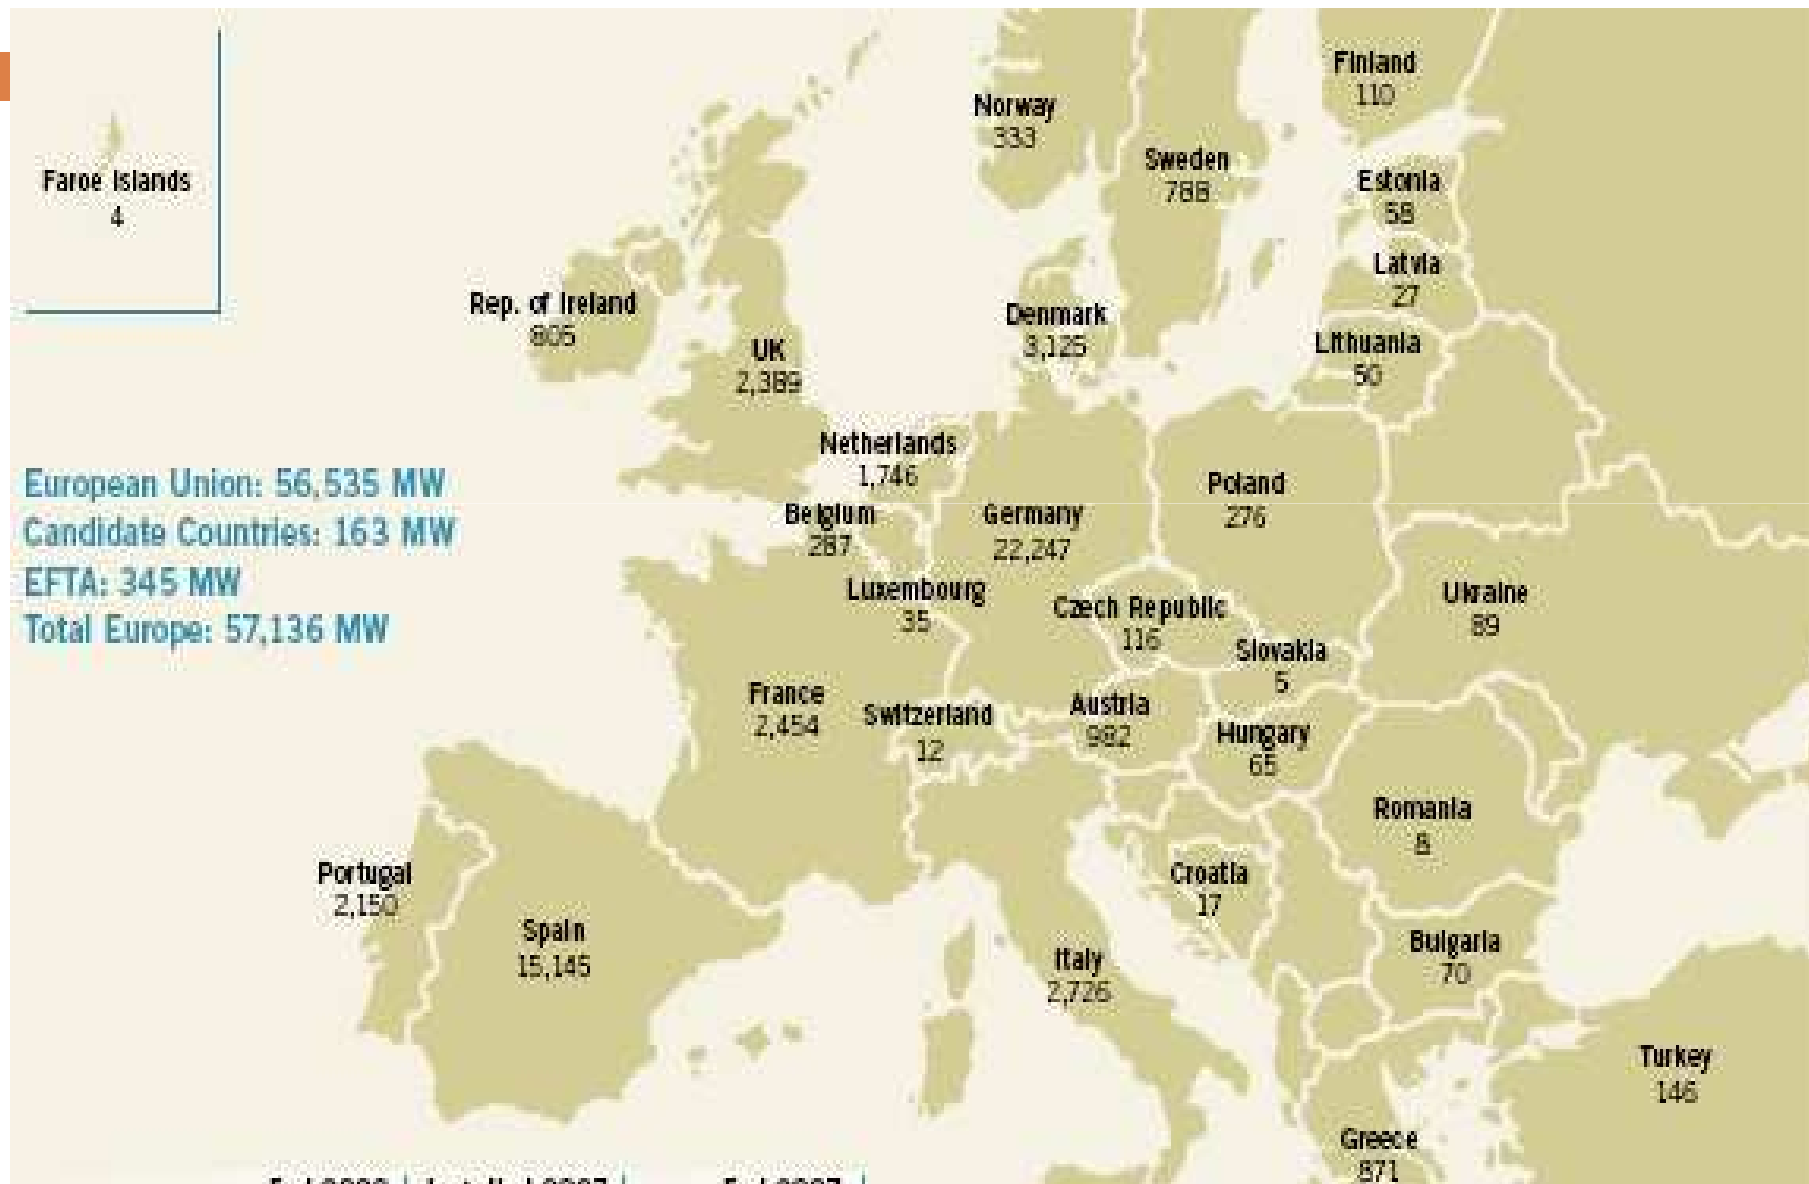 Finland
110
Norway
333
Sweden
788
Faroe Islands
4
Estonia
58
Latvia
27
Rep. of Ireland
805
Denmark
3,125
UK
2,389
Lithuania
50
Netherlands
1,746
European Union: 56,535 MW
Candidate Countries: 163 MW
EFTA: 345 MW
Total Europe: 57,136 MW
Poland
276
Belgium
287
Germany
22,247
Luxembourg
35
Czech Republic
116
Ukraine
89
Slovakia
5
France
2,454
Switzerland
12
Austria
982
Hungary
65
Romania
8
Portugal
2,150
Spain
15,145
Croatia
17
Italy
2,726
Bulgaria
70
Turkey
146
Greece
871